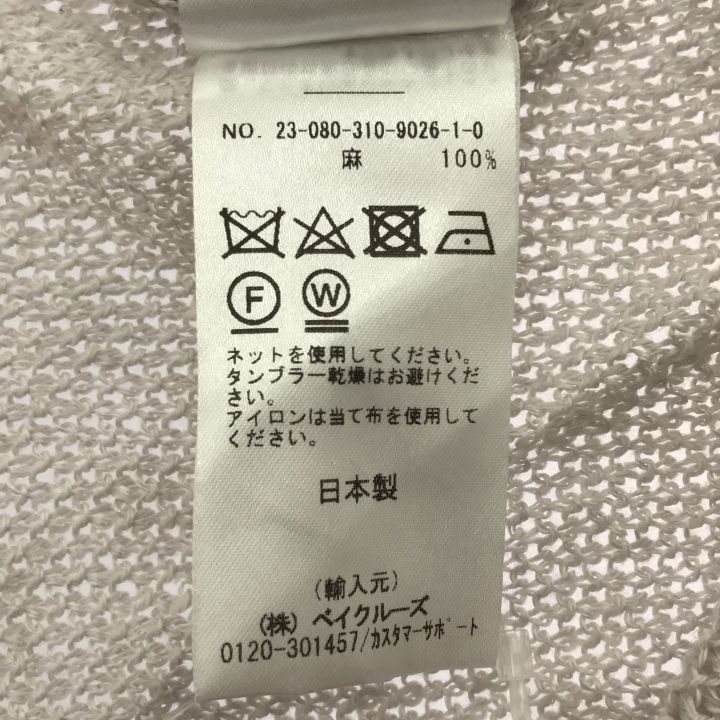 NO. 23-080-310-9026-1-0
麻 100%
F W
ネットを使用してください。
タンブラー乾燥はお避けくだ
さい。
アイロンは当て布を使用して
ください。
日本製
(輸入元)
(株) ベイクルーズ
0120-301457/カスタマーサポート